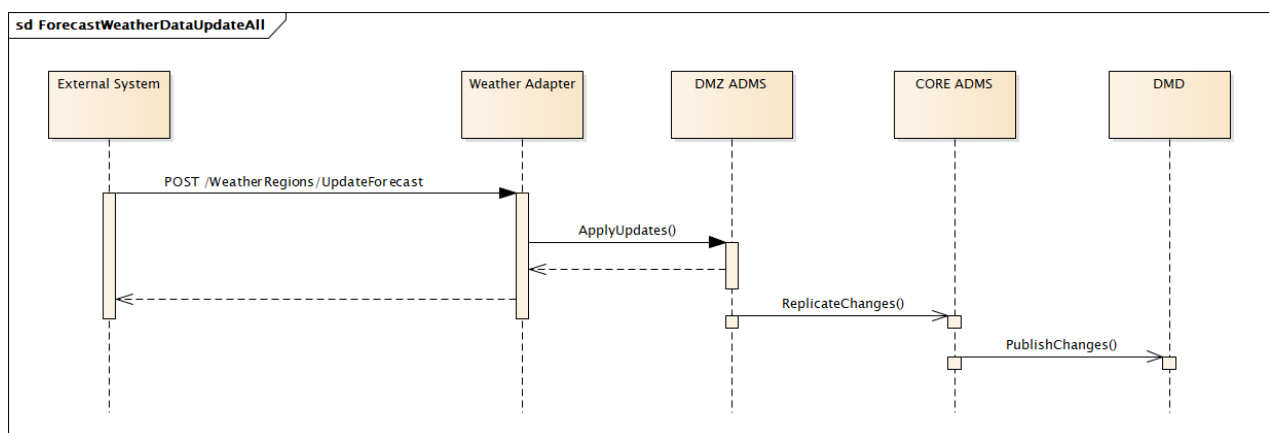 sd ForecastWeatherDataUpdateAll
External System
Weather Adapter
DMZ ADMS
CORE ADMS
DMD
POST /WeatherRegions/UpdateForecast
ApplyUpdates()
ReplicateChanges()
PublishChanges()